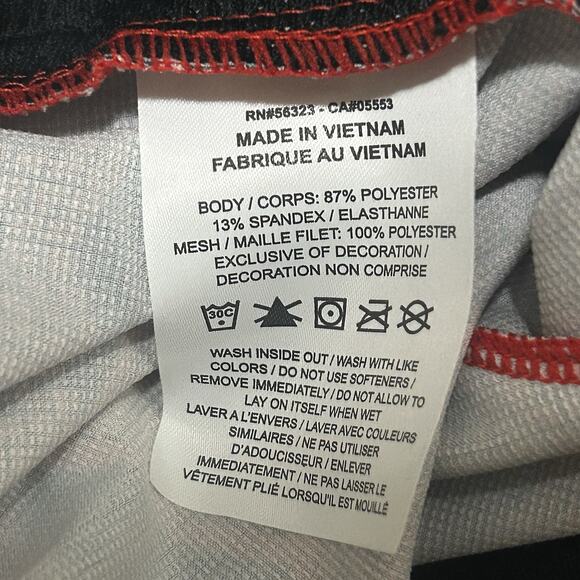 RN#56323 - CA#05553
MADE IN VIETNAM
FABRIQUE AU VIETNAM
BODY / CORPS: 87% POLYESTER
13% SPANDEX / ELASTHANNE
MESH / MAILLE FILET: 100% POLYESTER
EXCLUSIVE OF DECORATION /
DECORATION NON COMPRISE
30C
WASH INSIDE OUT / WASH WITH LIKE
COLORS / DO NOT USE SOFTENERS /
REMOVE IMMEDIATELY / DO NOT ALLOW TO
LAY ON ITSELF WHEN WET
LAVER A L'ENVERS / LAVER AVEC COULEURS
SIMILAIRES / NE PAS UTILISER
D'ADOUCISSEUR / ENLEVER
IMMEDIATEMENT / NE PAS LAISSER LE
VÊTEMENT PLIÉ LORSQU'IL EST MOUILLÉ